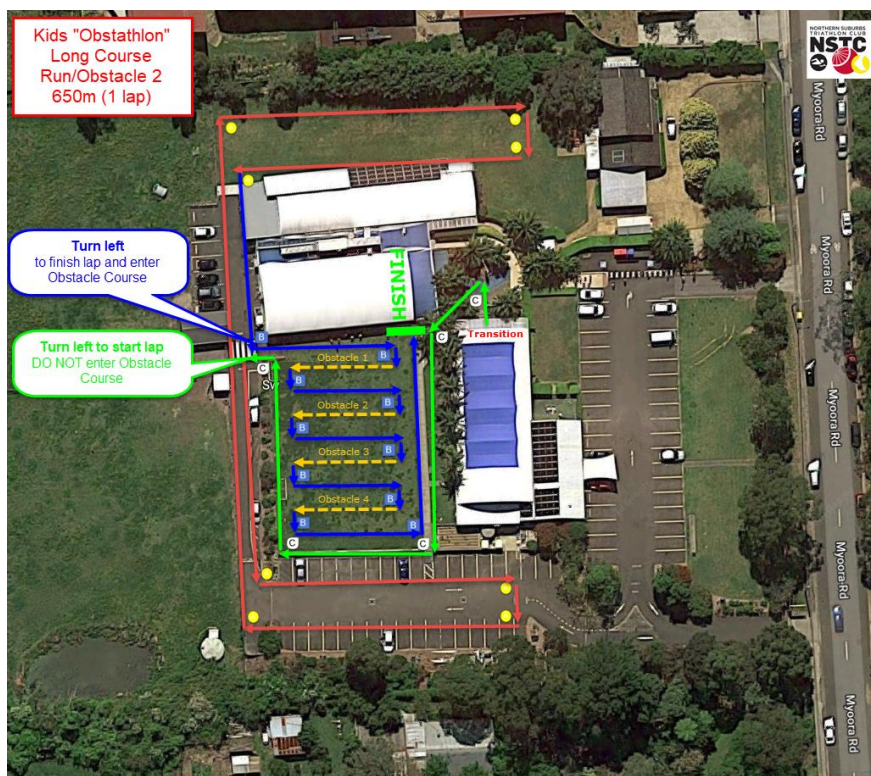 Kids "Obstathlon"
Long Course
Run/Obstacle 2
650m (1 lap)
NORTHERN SUBURBS
TRIATHLON CLUB
NSTC
Myoora Rd
Myoora Rd
Myoora Rd
Myoora Rd
Turn left
to finish lap and enter
Obstacle Course
FINISH
C
Transition
B
C
Turn left to start lap
DO NOT enter Obstacle
Course
C
Sv
Obstacle 1
B
B
Obstacle 2
B
B
Obstacle 3
B
B
Obstacle 4
B
B
B
C
C